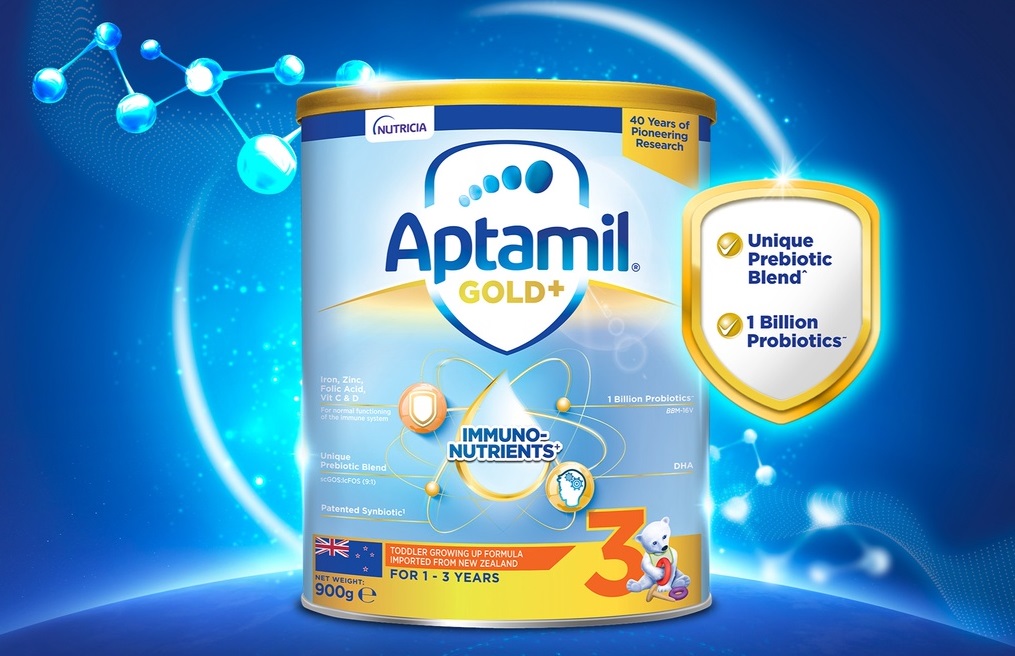 NUTRICIA
40 Years of
Pioneering
Research
Aptamil®
GOLD+
Unique
Prebiotic
Blend^
1 Billion
Probiotics~
Iron, Zinc,
Folic Acid,
Vit C & D
For normal functioning
of the immune system
1 Billion Probiotics~
BBM-16V
IMMUNO-
NUTRIENTS+
Unique
Prebiotic Blend
scGOS:lcFOS (9:1)
DHA
Patented Synbiotic†
3
TODDLER GROWING UP FORMULA
IMPORTED FROM NEW ZEALAND
FOR 1 - 3 YEARS
NET WEIGHT:
900g ℮